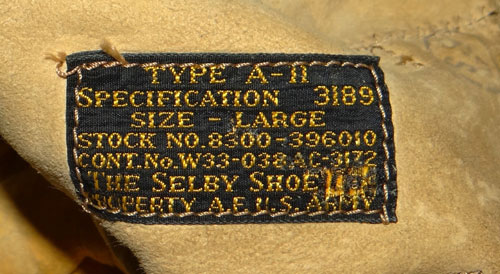 TYPE A-11
SPECIFICATION 3189
SIZE - LARGE
STOCK NO. 8300-396010
CONT. No. W33-038 AC-3172
THE SELBY SHOE
PROPERTY A.F. U.S. ARMY